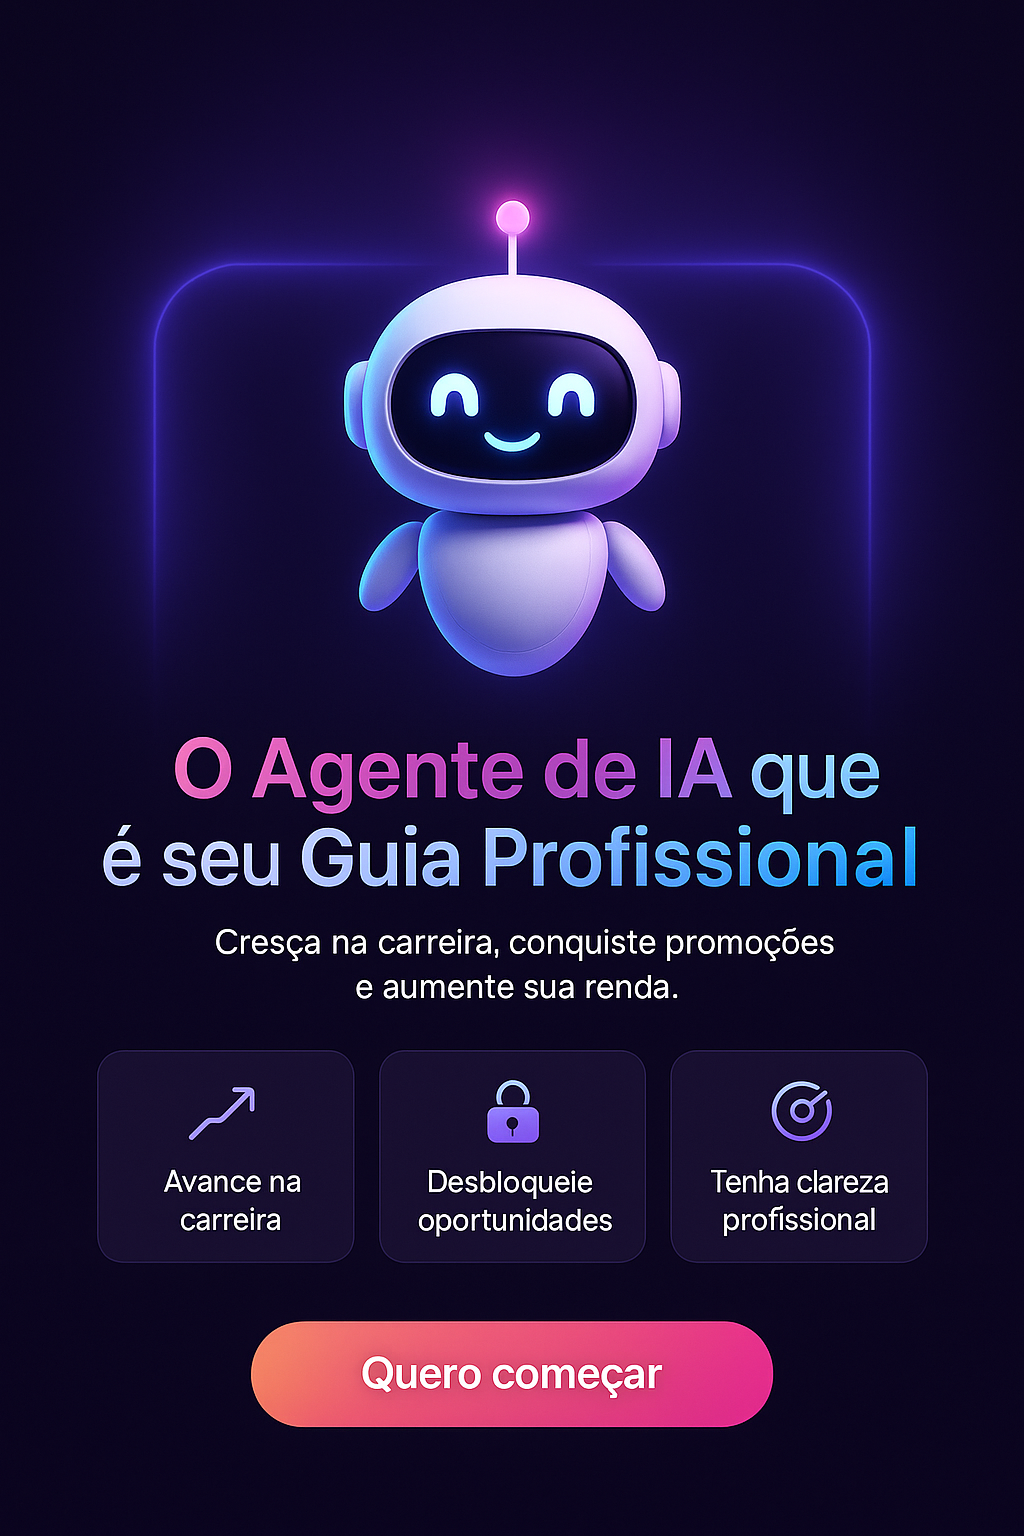 O Agente de IA que
é seu Guia Profissional
Cresça na carreira, conquiste promoções
e aumente sua renda.
Avance na
carreira
Desbloqueie
oportunidades
Tenha clareza
profissional
Quero começar